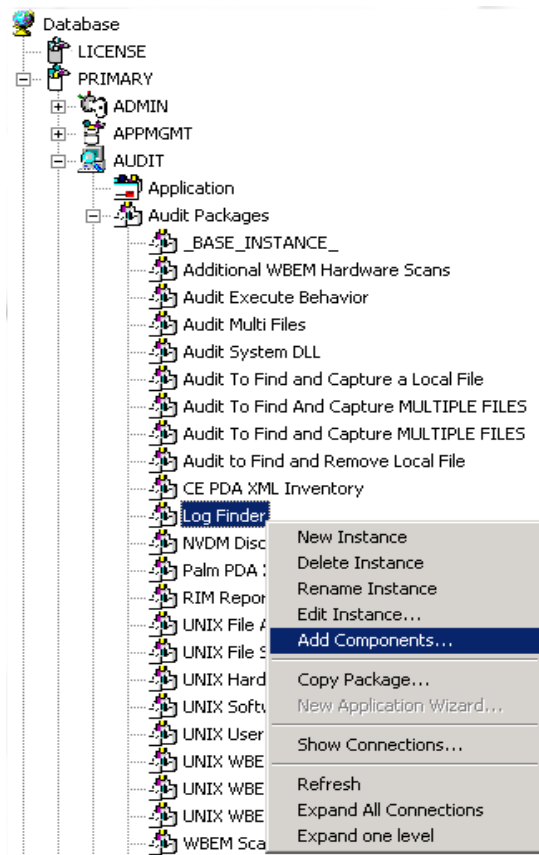 Database
LICENSE
PRIMARY
ADMIN
APPMGMT
AUDIT
Application
Audit Packages
_BASE_INSTANCE_
Additional WBEM Hardware Scans
Audit Execute Behavior
Audit Multi Files
Audit System DLL
Audit To Find and Capture a Local File
Audit To Find And Capture MULTIPLE FILES
Audit To Find and Capture MULTIPLE FILES
Audit to Find and Remove Local File
CE PDA XML Inventory
Log Finder
NVDM Disc
Palm PDA
RIM Repor
UNIX File
UNIX File
UNIX Hard
UNIX Softw
UNIX User
UNIX WBE
UNIX WBE
UNIX WBE
WBEM Sca
New Instance
Delete Instance
Rename Instance
Edit Instance...
Add Components...
Copy Package...
New Application Wizard...
Show Connections...
Refresh
Expand All Connections
Expand one level